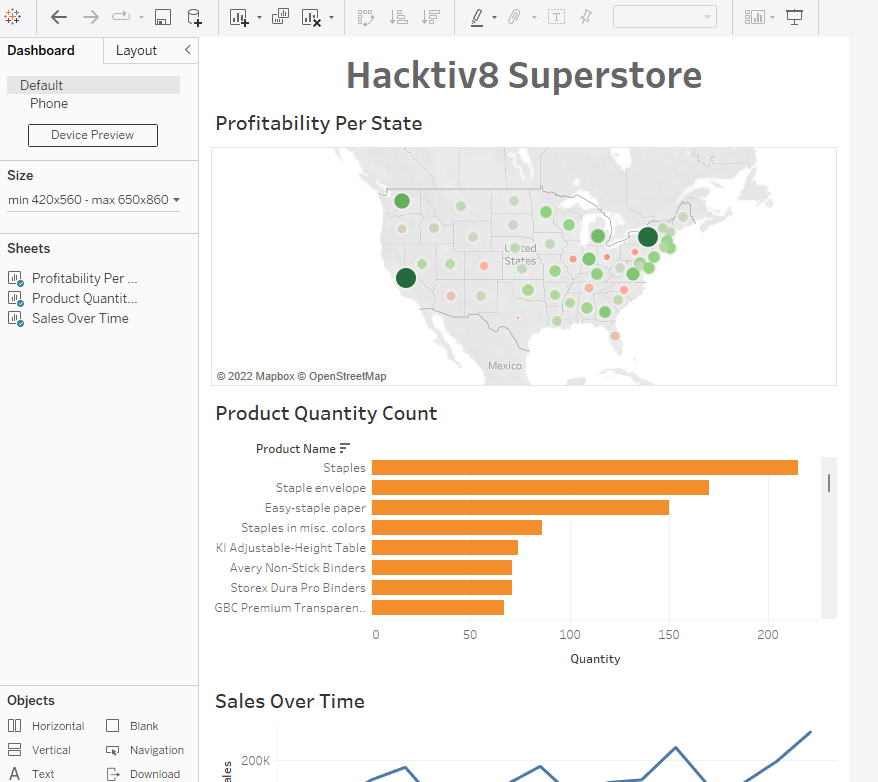 Dashboard
Layout
Default
Phone
Device Preview
Size
min 420x560 - max 650x860
Sheets
Profitability Per ...
Product Quantit...
Sales Over Time
Objects
Horizontal
Blank
Vertical
Navigation
A Text
Download
Hacktiv8 Superstore
Profitability Per State
United
States
Mexico
© 2022 Mapbox © OpenStreetMap
Product Quantity Count
Product Name
Staples
Staple envelope
Easy-staple paper
Staples in misc. colors
KI Adjustable-Height Table
Avery Non-Stick Binders
Storex Dura Pro Binders
GBC Premium Transparen..
0 50 100 150 200
Quantity
Sales Over Time
200K
ales